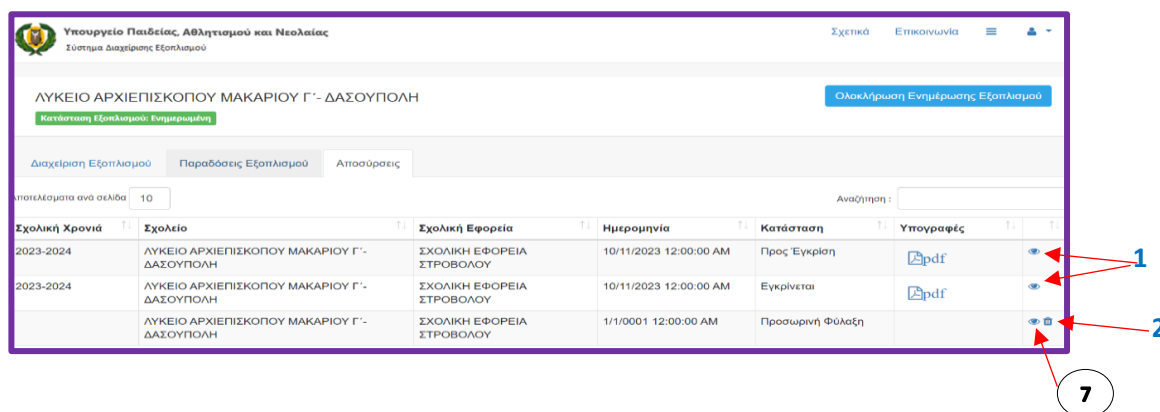 Υπουργείο Παιδείας, Αθλητισμού και Νεολαίας
Σύστημα Διαχείρισης Εξοπλισμού
Σχετικά Επικοινωνία
ΛΥΚΕΙΟ ΑΡΧΙΕΠΙΣΚΟΠΟΥ ΜΑΚΑΡΙΟΥ Γ΄- ΔΑΣΟΥΠΟΛΗ
Ολοκλήρωση Ενημέρωσης Εξοπλισμού
Κατάσταση Εξοπλισμού: Ενημερωμένη
Διαχείριση Εξοπλισμού Παραδόσεις Εξοπλισμού Αποσύρσεις
Αποτελέσματα ανά σελίδα 10 Αναζήτηση :
Σχολική Χρονιά Σχολείο Σχολική Εφορεία Ημερομηνία Κατάσταση Υπογραφές
2023-2024 ΛΥΚΕΙΟ ΑΡΧΙΕΠΙΣΚΟΠΟΥ ΜΑΚΑΡΙΟΥ Γ΄- ΣΧΟΛΙΚΗ ΕΦΟΡΕΙΑ 10/11/2023 12:00:00 AM Προς Έγκριση pdf 1
ΔΑΣΟΥΠΟΛΗ ΣΤΡΟΒΟΛΟΥ
2023-2024 ΛΥΚΕΙΟ ΑΡΧΙΕΠΙΣΚΟΠΟΥ ΜΑΚΑΡΙΟΥ Γ΄- ΣΧΟΛΙΚΗ ΕΦΟΡΕΙΑ 10/11/2023 12:00:00 AM Εγκρίνεται pdf
ΔΑΣΟΥΠΟΛΗ ΣΤΡΟΒΟΛΟΥ
ΛΥΚΕΙΟ ΑΡΧΙΕΠΙΣΚΟΠΟΥ ΜΑΚΑΡΙΟΥ Γ΄- ΣΧΟΛΙΚΗ ΕΦΟΡΕΙΑ 1/1/0001 12:00:00 AM Προσωρινή Φύλαξη 2
ΔΑΣΟΥΠΟΛΗ ΣΤΡΟΒΟΛΟΥ
7